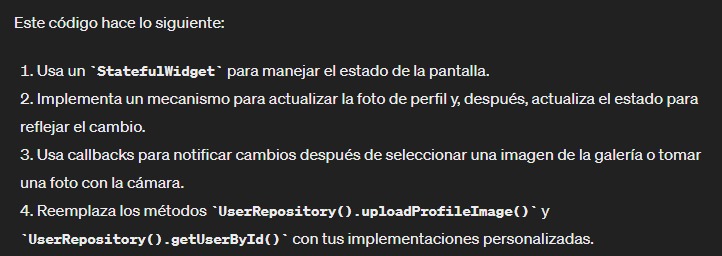 Este código hace lo siguiente:
1. Usa un `StatefulWidget` para manejar el estado de la pantalla.
2. Implementa un mecanismo para actualizar la foto de perfil y, después, actualiza el estado para
reflejar el cambio.
3. Usa callbacks para notificar cambios después de seleccionar una imagen de la galería o tomar
una foto con la cámara.
4. Reemplaza los métodos `UserRepository().uploadProfileImage()` y
`UserRepository().getUserById()` con tus implementaciones personalizadas.